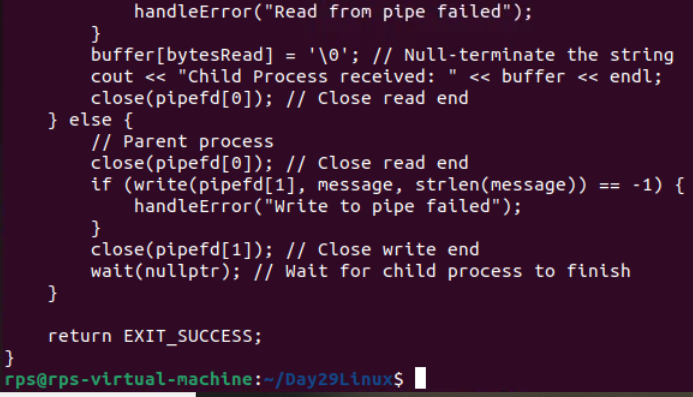 handleError("Read from pipe failed");
        }
        buffer[bytesRead] = '\0'; // Null-terminate the string
        cout << "Child Process received: " << buffer << endl;
        close(pipefd[0]); // Close read end
    } else {
        // Parent process
        close(pipefd[0]); // Close read end
        if (write(pipefd[1], message, strlen(message)) == -1) {
            handleError("Write to pipe failed");
        }
        close(pipefd[1]); // Close write end
        wait(nullptr); // Wait for child process to finish
    }

    return EXIT_SUCCESS;
}
rps@rps-virtual-machine:~/Day29Linux$